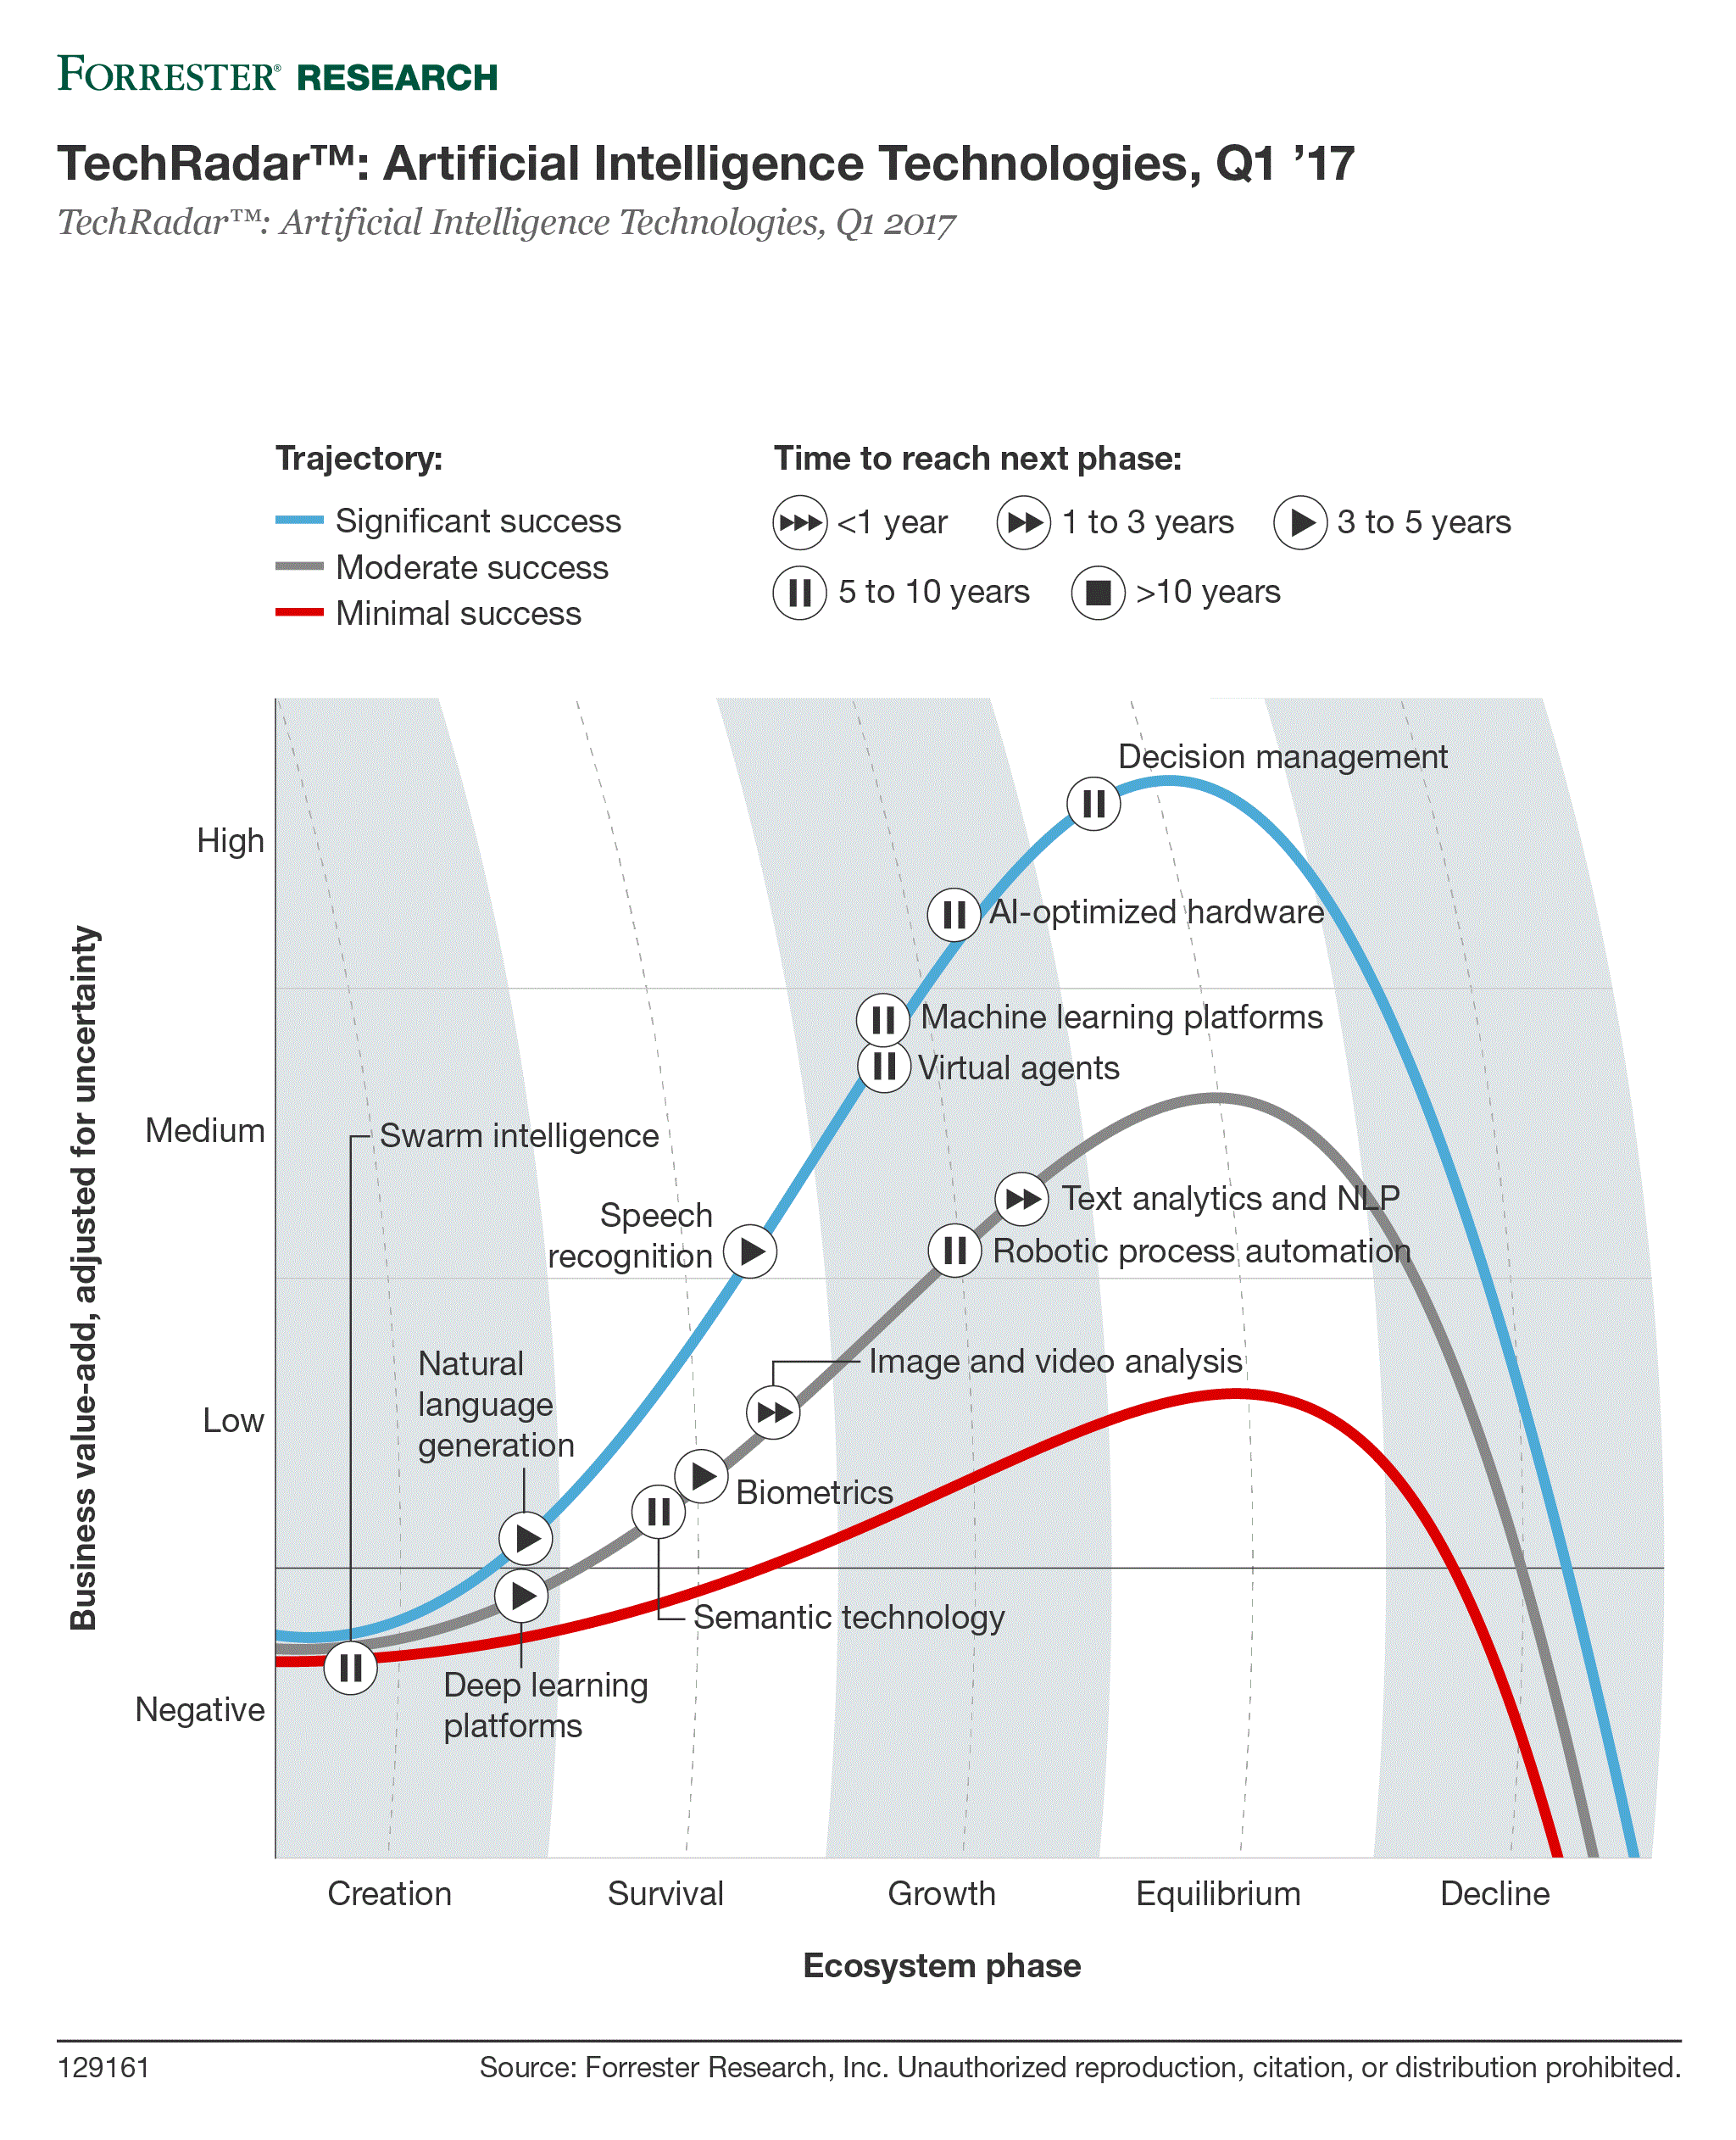 FORRESTER® RESEARCH
TechRadar™: Artificial Intelligence Technologies, Q1 ’17
TechRadar™: Artificial Intelligence Technologies, Q1 2017
Trajectory:
Significant success
Moderate success
Minimal success
Time to reach next phase:
<1 year
1 to 3 years
3 to 5 years
5 to 10 years
>10 years
Business value-add, adjusted for uncertainty
High
Medium
Low
Negative
Decision management
AI-optimized hardware
Machine learning platforms
Virtual agents
Swarm intelligence
Speech
recognition
Text analytics and NLP
Robotic process automation
Natural
language
generation
Image and video analysis
Biometrics
Semantic technology
Deep learning
platforms
Creation
Survival
Growth
Equilibrium
Decline
Ecosystem phase
129161
Source: Forrester Research, Inc. Unauthorized reproduction, citation, or distribution prohibited.